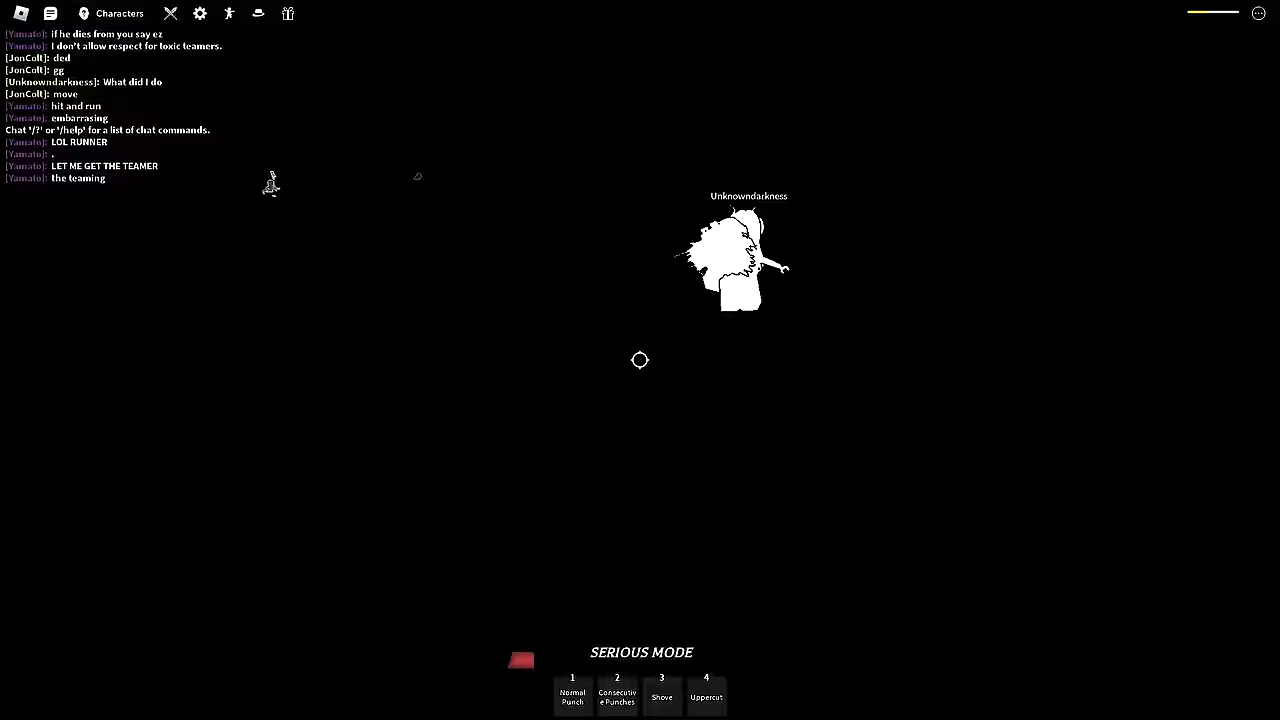 Characters
[Yamato]: if he dies from you say ez
[Yamato]: I don't allow respect for toxic teamers.
[JonColt]: ded
[JonColt]: gg
[Unknowndarkness]: What did I do
[JonColt]: move
[Yamato]: hit and run
[Yamato]: embarrasing
Chat '/?' or '/help' for a list of chat commands.
[Yamato]: LOL RUNNER
[Yamato]: .
[Yamato]: LET ME GET THE TEAMER
[Yamato]: the teaming
Unknowndarkness
SERIOUS MODE
1 2 3 4
Normal Consecutiv Shove Uppercut
Punch e Punches